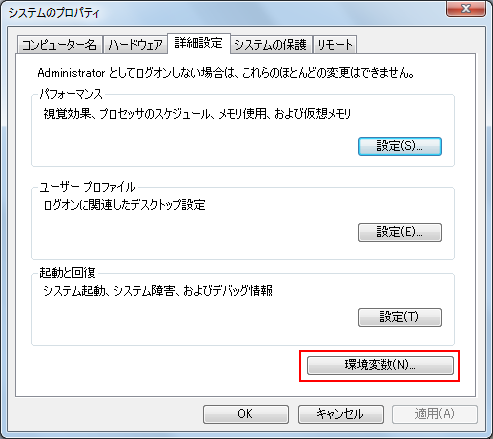 システムのプロパティ
コンピューター名 ハードウェア 詳細設定 システムの保護 リモート
Administrator としてログオンしない場合は、これらのほとんどの変更はできません。
パフォーマンス
視覚効果、プロセッサのスケジュール、メモリ使用、および仮想メモリ
設定(S)...
ユーザー プロファイル
ログオンに関連したデスクトップ設定
設定(E)...
起動と回復
システム起動、システム障害、およびデバッグ情報
設定(T)
環境変数(N)...
OK キャンセル 適用(A)